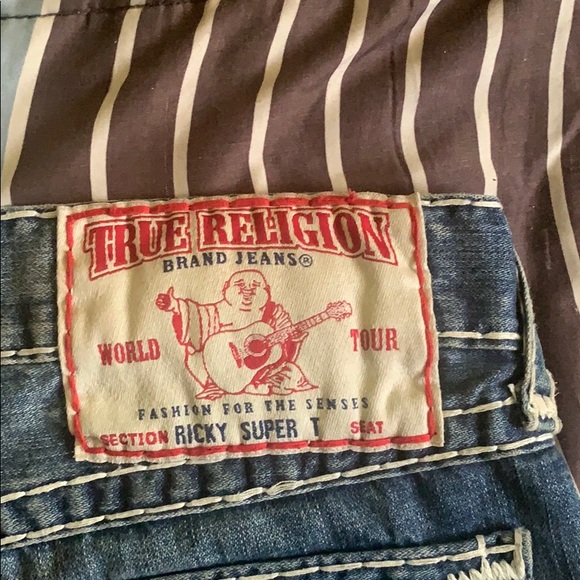 TRUE RELIGION
BRAND JEANS®
WORLD TOUR
FASHION FOR THE SENSES
SECTION RICKY SUPER T SEAT